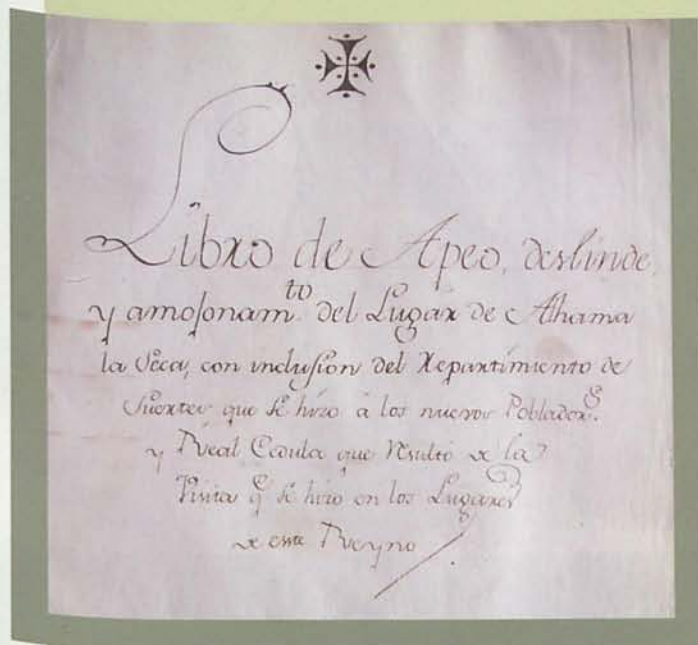 Libro de Apeo, deslinde
y amojonam.to del Lugar de Alhama
la Seca, con inclusion del Repartimiento de
Suertes que se hizo à los nuevos Poblador.s
y Real Cedula que resultó de la
Visita q. se hizo en los Lugares
de este Reyno